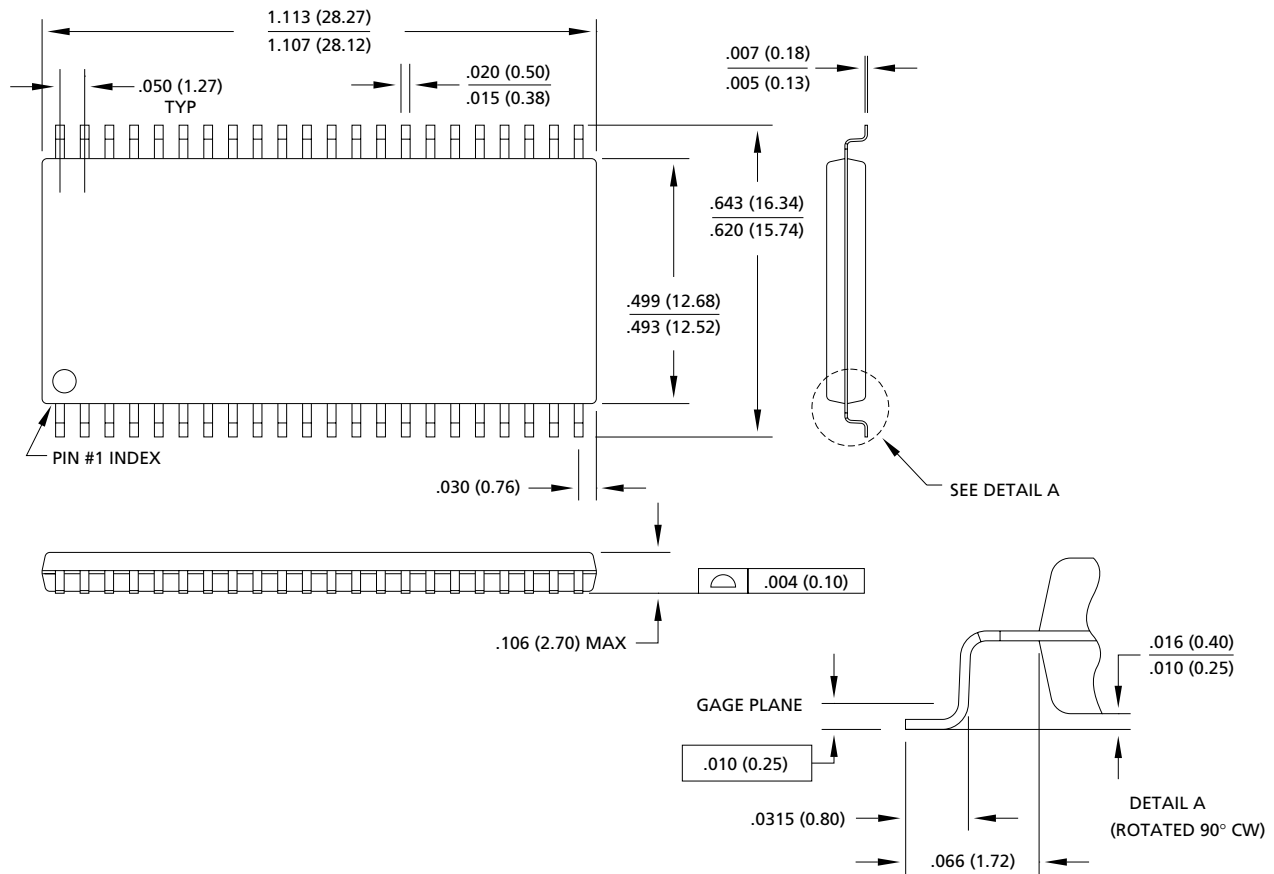 1.113 (28.27)
1.107 (28.12)
.050 (1.27)
TYP
.020 (0.50)
.015 (0.38)
.007 (0.18)
.005 (0.13)
.643 (16.34)
.620 (15.74)
.499 (12.68)
.493 (12.52)
PIN #1 INDEX
.030 (0.76)
SEE DETAIL A
.004 (0.10)
.106 (2.70) MAX
.016 (0.40)
.010 (0.25)
GAGE PLANE
.010 (0.25)
.0315 (0.80)
DETAIL A
(ROTATED 90° CW)
.066 (1.72)